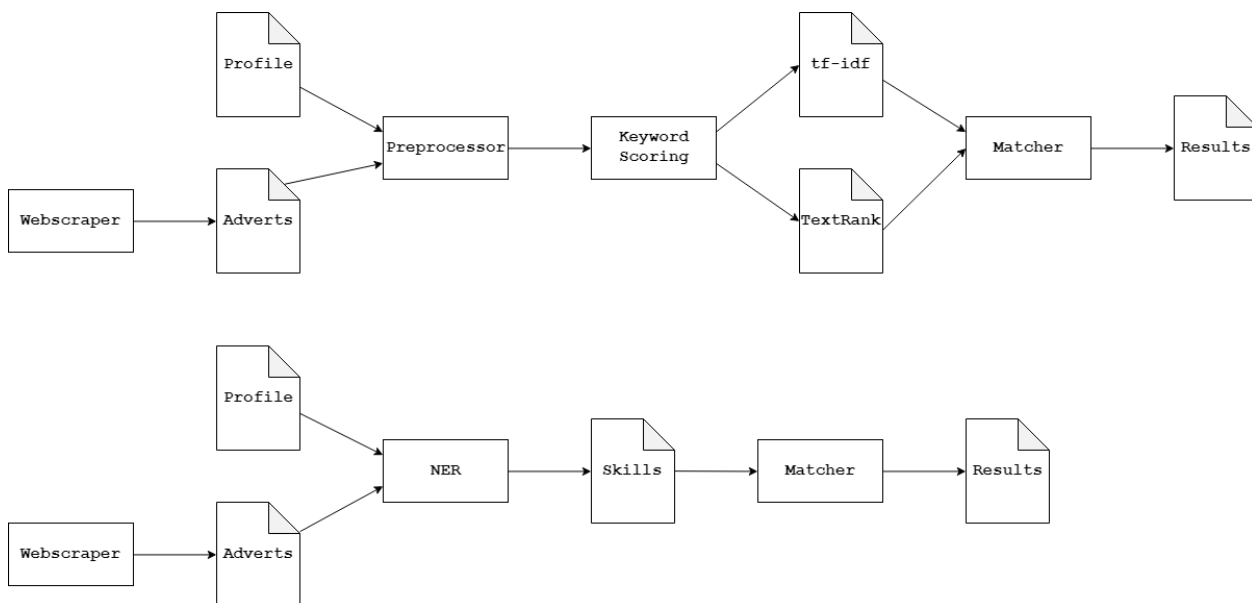 Profile
tf-idf
Preprocessor
Keyword
Scoring
Matcher
Results
Webscraper
Adverts
TextRank
Profile
NER
Skills
Matcher
Results
Webscraper
Adverts